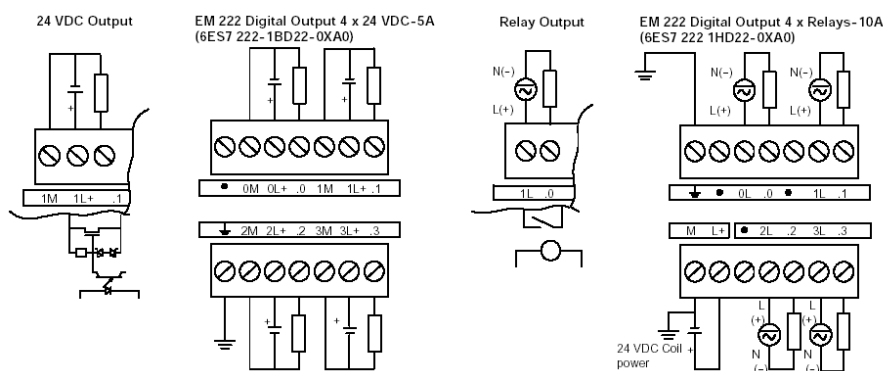 24 VDC Output
EM 222 Digital Output 4 x 24 VDC-5A
(6ES7 222-1BD22-0XA0)
Relay Output
EM 222 Digital Output 4 x Relays-10A
(6ES7 222 1HD22-0XA0)
+
+
+
N(-)
L(+)
N(-)
L(+)
N(-)
L(+)
1M 1L+ .1
0M 0L+ .0 1M 1L+ .1
1L .0
0L .0 1L .1
2M 2L+ .2 3M 3L+ .3
M L+ 2L .2 3L .3
+
+
24 VDC Coil
power
+
L
(+)
N
(-)
L
(+)
N
(-)